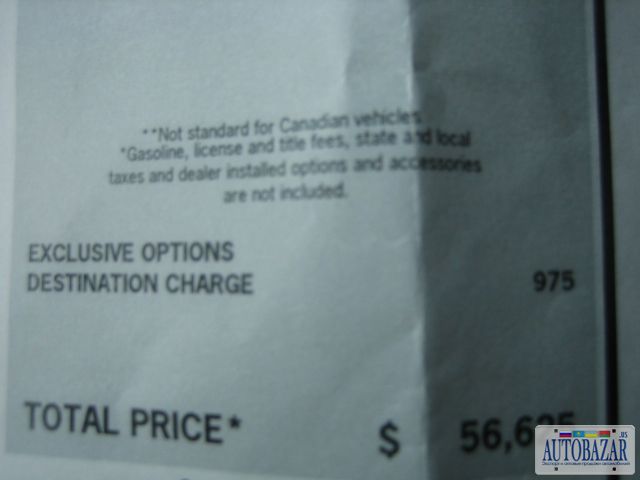 **Not standard for Canadian vehicles
*Gasoline, license and title fees, state and local
taxes and dealer installed options and accessories
are not included.
EXCLUSIVE OPTIONS
DESTINATION CHARGE 975
TOTAL PRICE* $
AUTOBAZAR.US